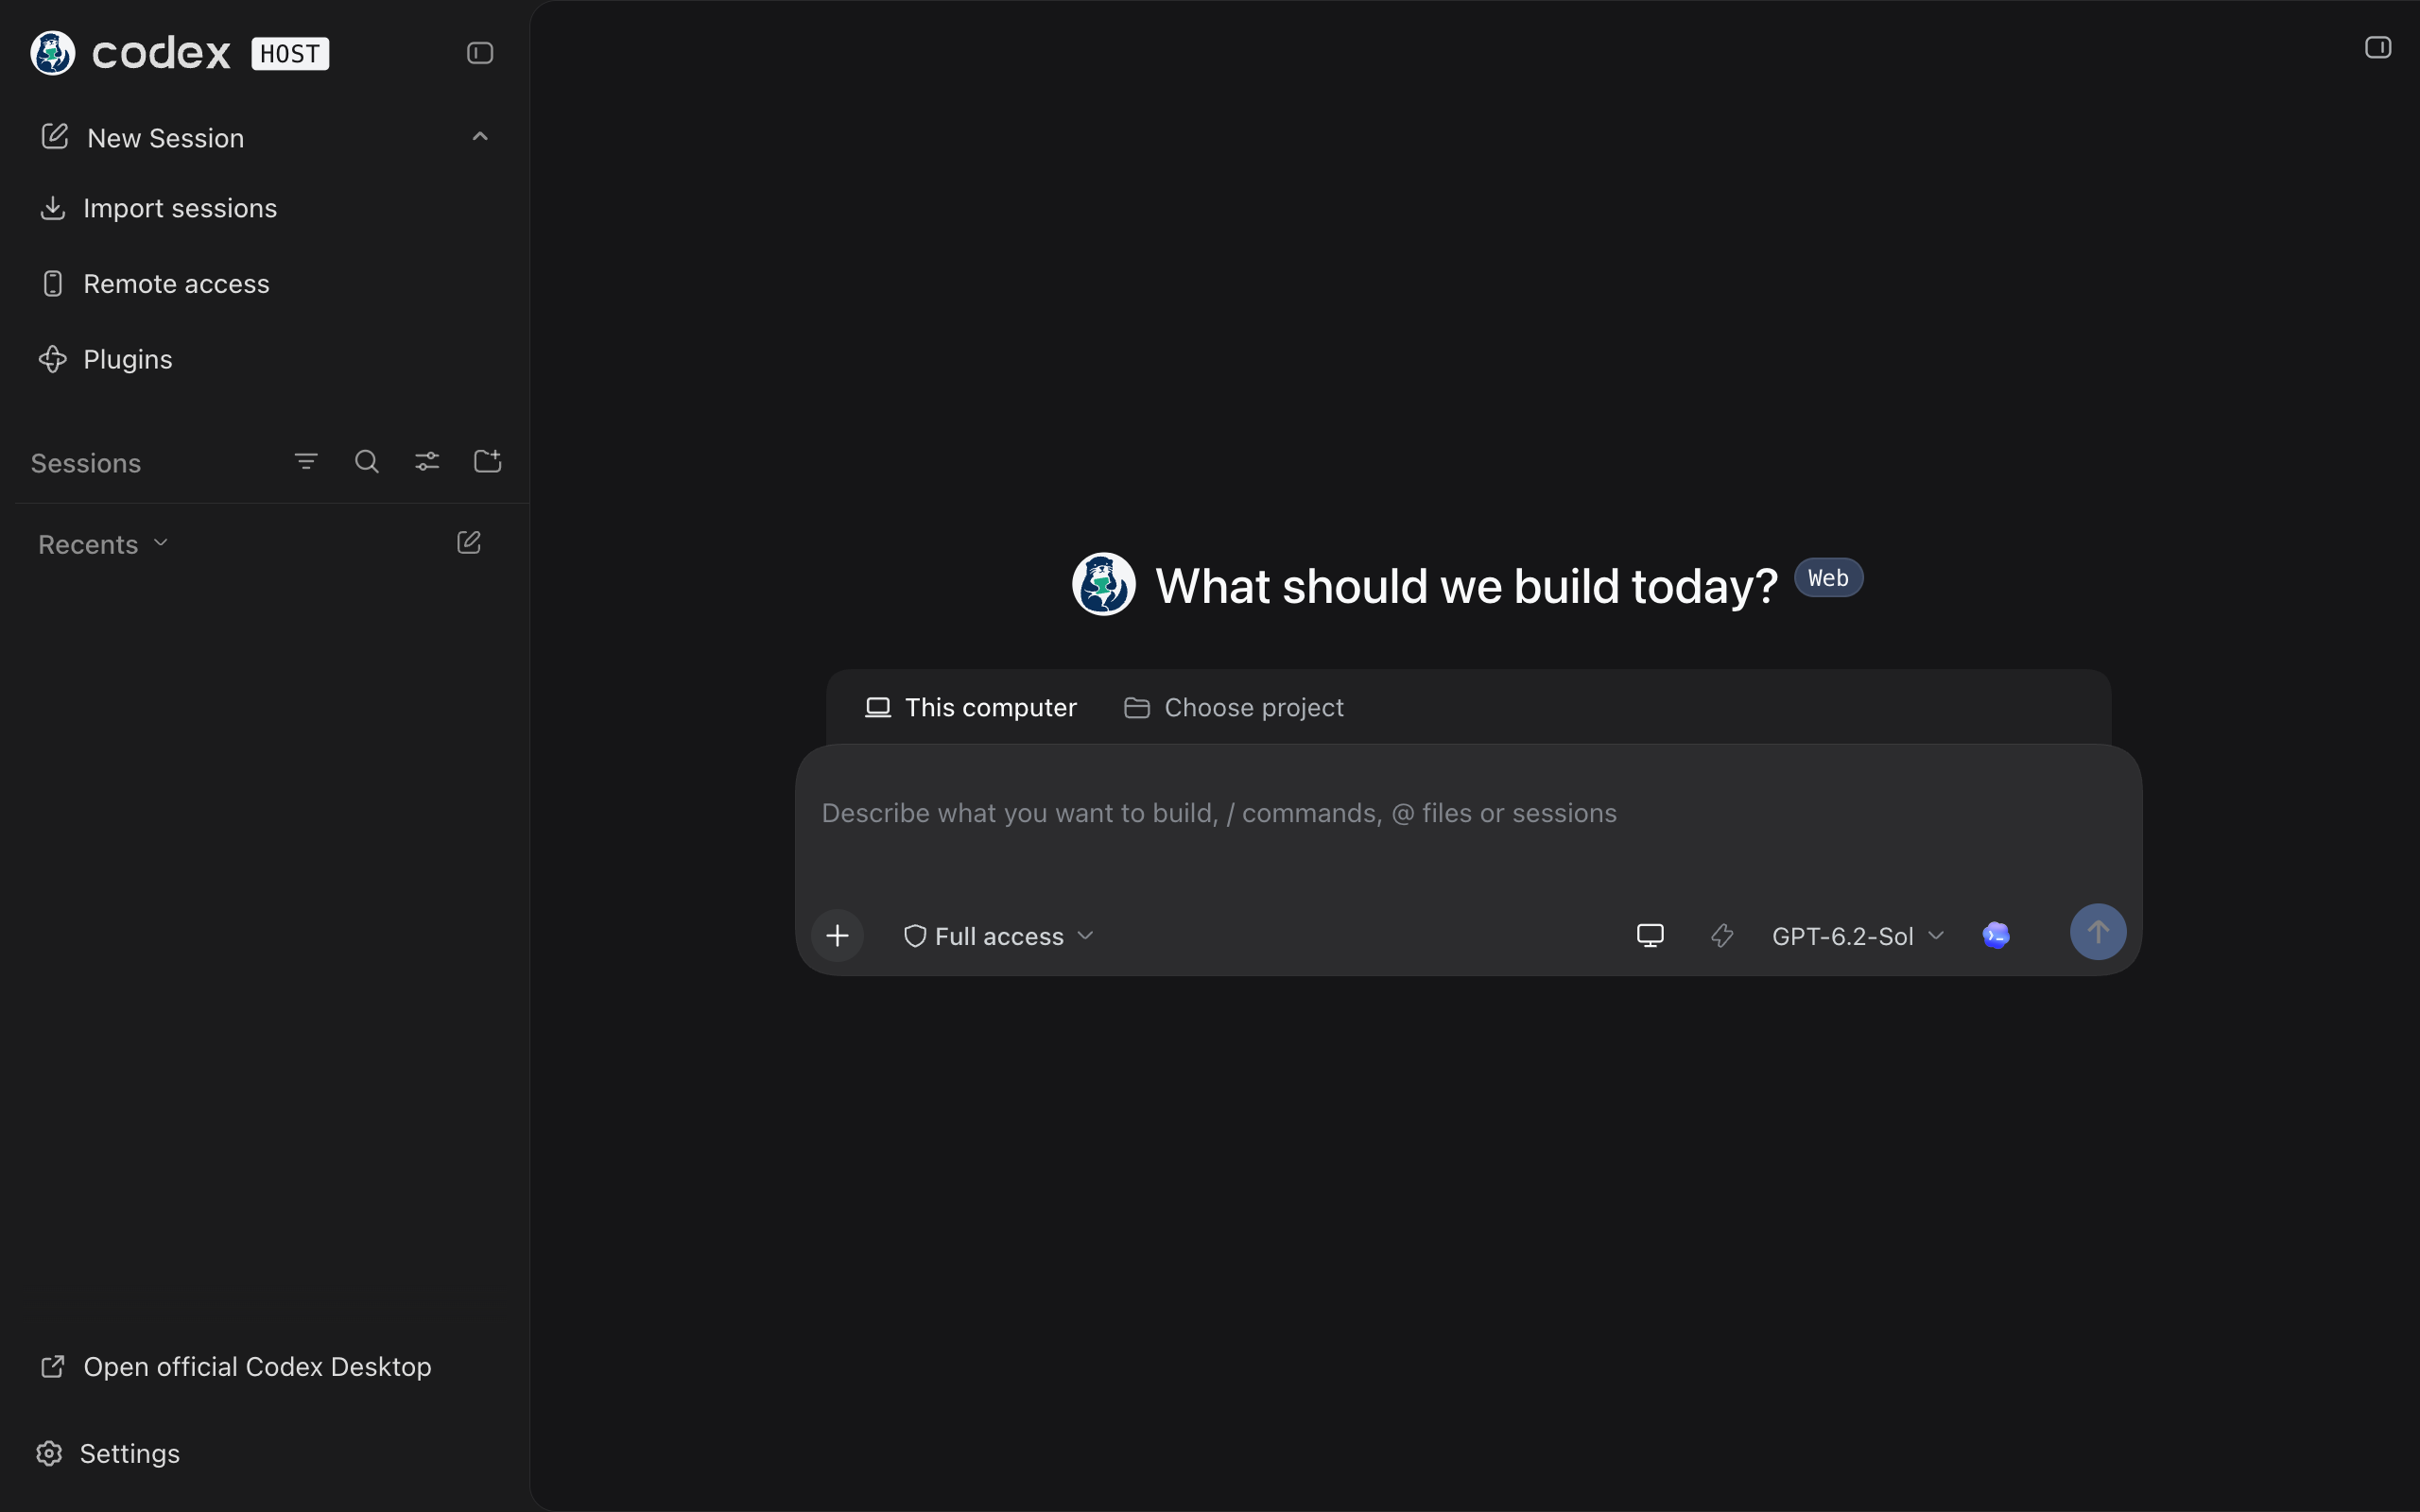 codex HOST
New Session
Import sessions
Remote access
Plugins
Sessions
Recents
Open official Codex Desktop
Settings
What should we build today? Web
This computer Choose project
Describe what you want to build, / commands, @ files or sessions
Full access GPT-6.2-Sol